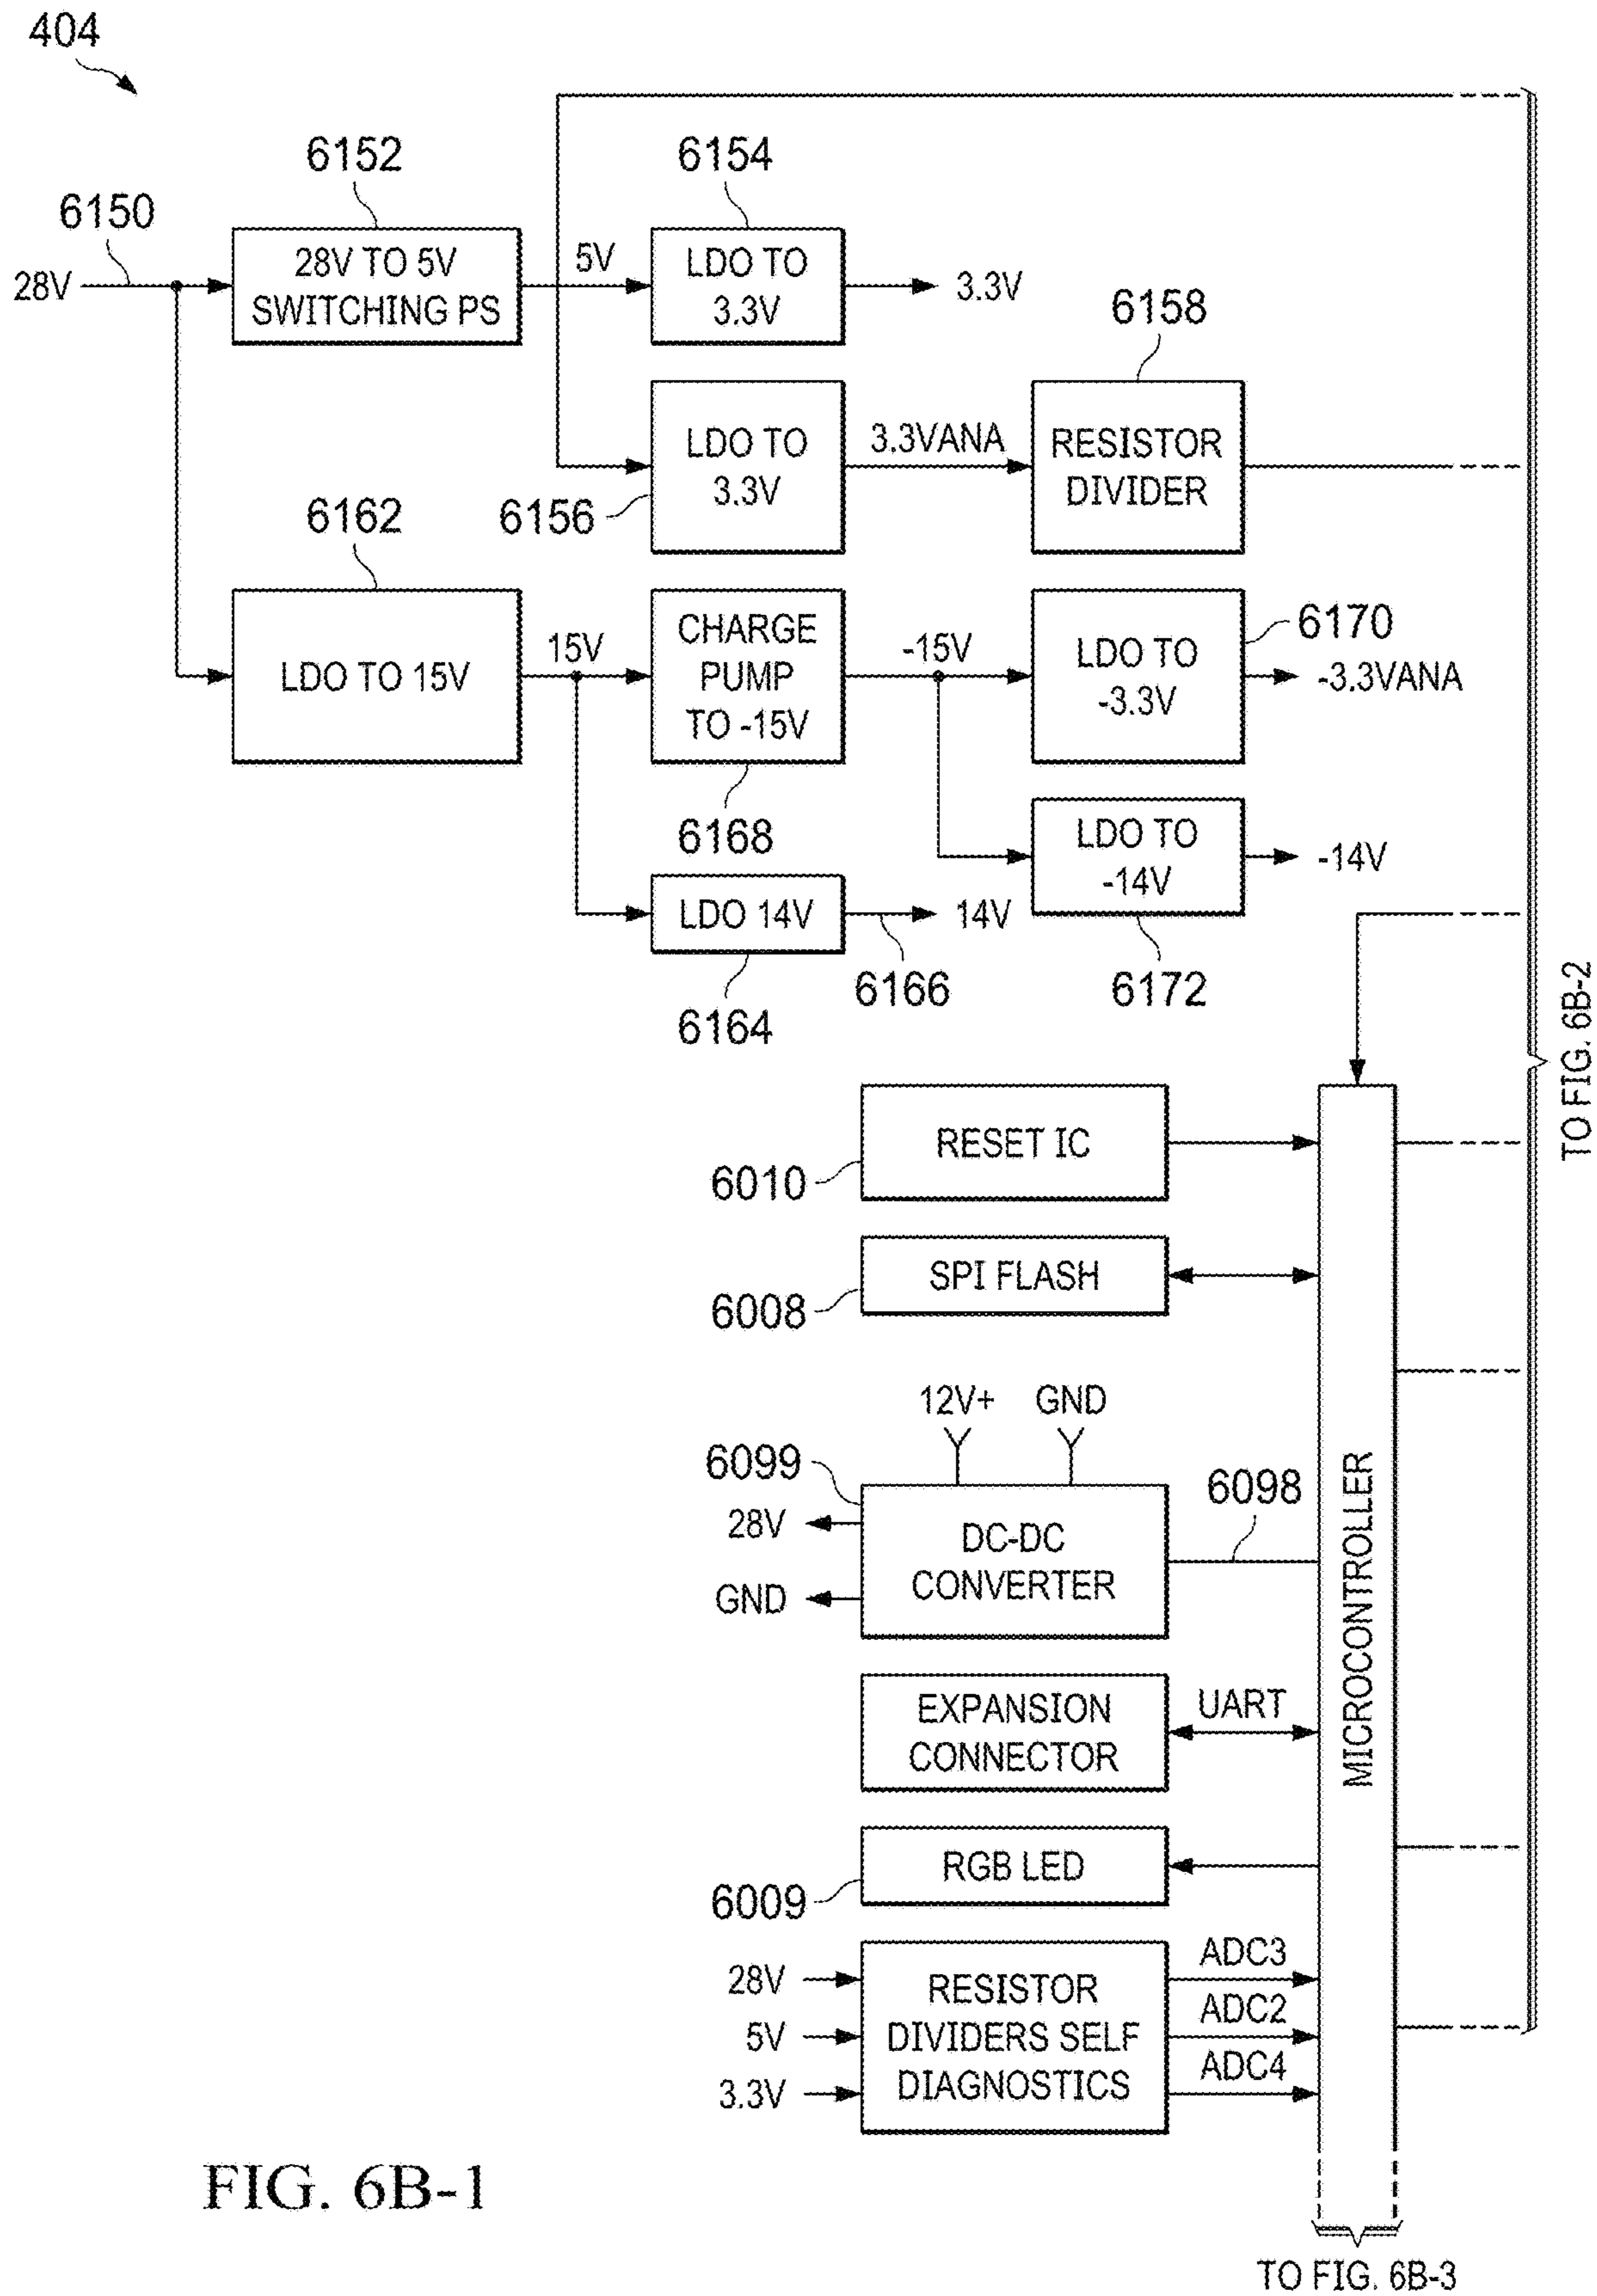 404
6152
6154
6150
28V
28V TO 5V
SWITCHING PS
5V
LDO TO
3.3V
3.3V
6158
LDO TO
3.3V
3.3VANA
RESISTOR
DIVIDER
6156
6162
LDO TO 15V
15V
CHARGE
PUMP
TO -15V
-15V
LDO TO
-3.3V
6170
-3.3VANA
6168
LDO TO
-14V
-14V
LDO 14V
14V
6166
6172
6164
TO FIG. 6B-2
RESET IC
6010
SPI FLASH
6008
12V+
GND
6099
28V
GND
DC-DC
CONVERTER
6098
MICROCONTROLLER
EXPANSION
CONNECTOR
UART
RGB LED
6009
28V
5V
3.3V
RESISTOR
DIVIDERS SELF
DIAGNOSTICS
ADC3
ADC2
ADC4
FIG. 6B-1
TO FIG. 6B-3